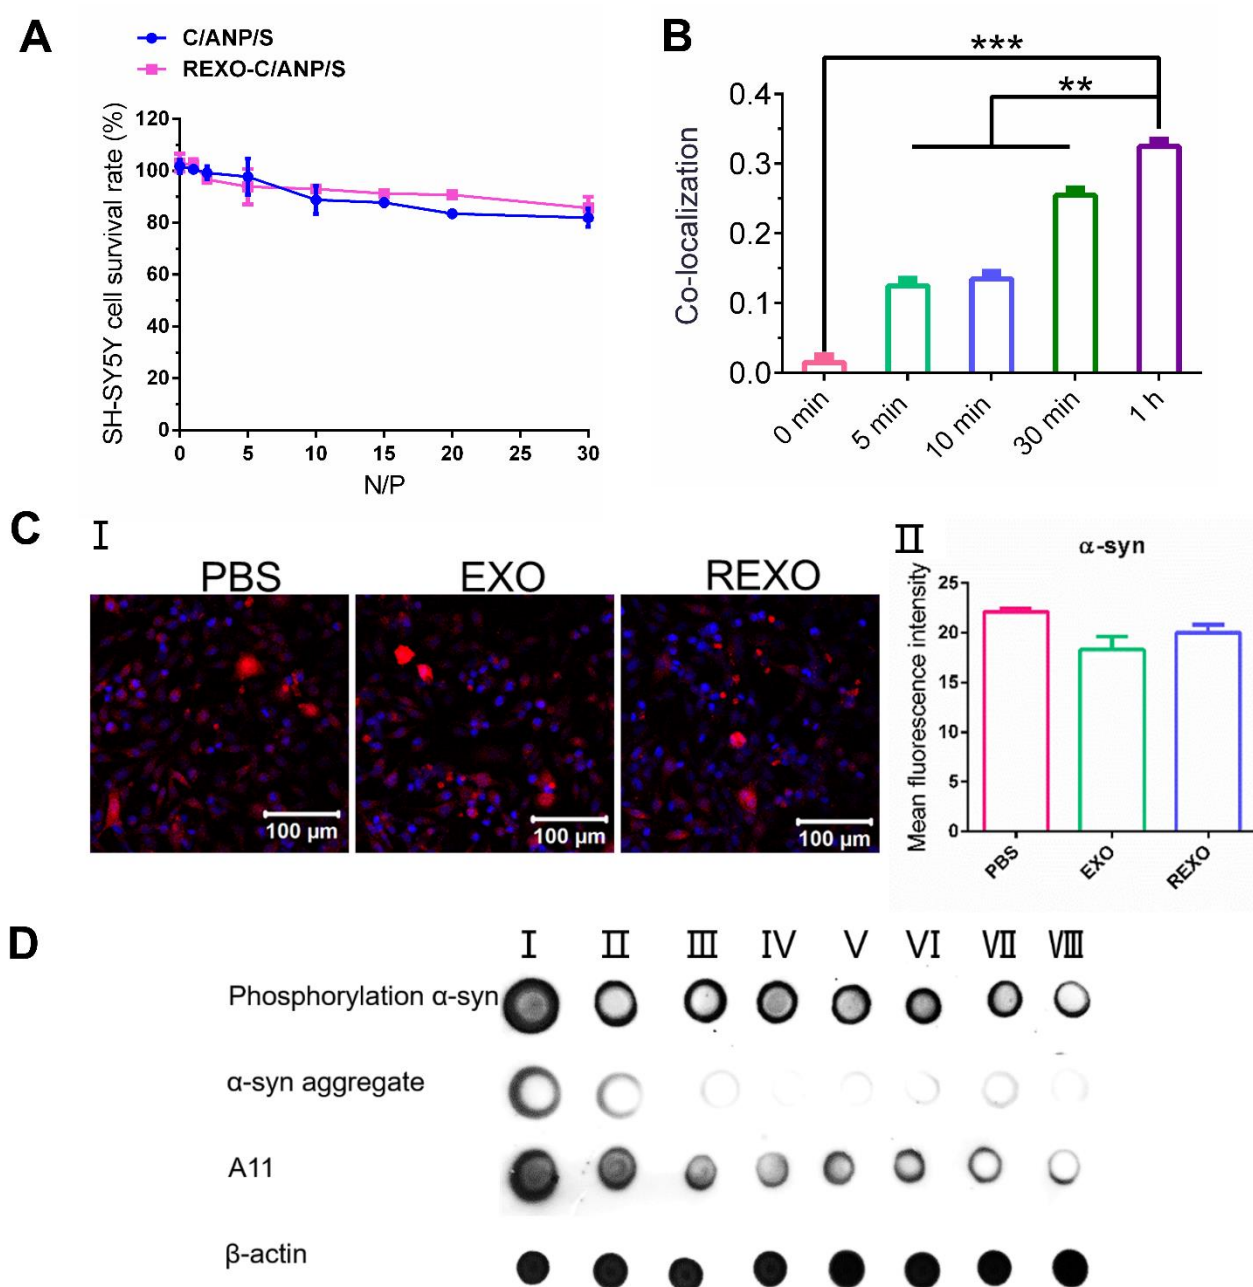 A
C/ANP/S
REXO-C/ANP/S
SH-SY5Y cell survival rate (%)
120
100
80
60
40
20
0
0 5 10 15 20 25 30
N/P
B
***
**
Co-localization
0.4
0.3
0.2
0.1
0.0
0 min 5 min 10 min 30 min 1 h
C
I
PBS EXO REXO
100 µm 100 µm 100 µm
II
α-syn
Mean fluorescence intensity
25
20
15
10
5
0
PBS EXO REXO
D
I II III IV V VI VII VIII
Phosphorylation α-syn
α-syn aggregate
A11
β-actin